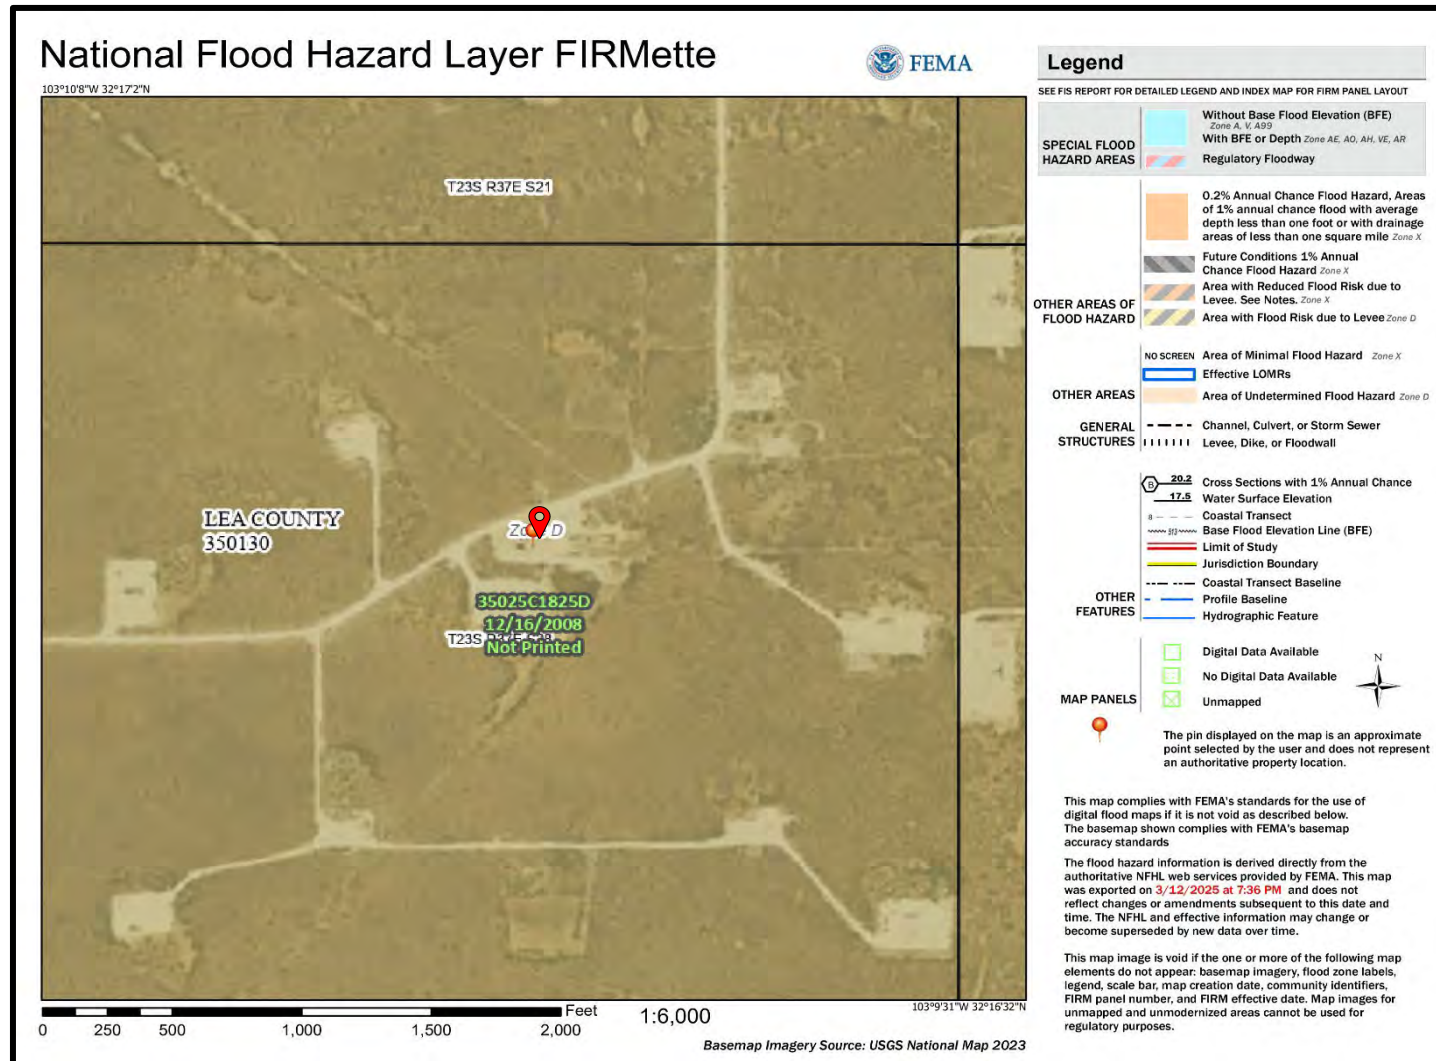 National Flood Hazard Layer FIRMette
FEMA
103°10'8"W 32°17'2"N
T23S R37E S21
LEA COUNTY
350130
Zone D
35025C1825D
12/16/2008
Not Printed
T23S R37E S28
103°9'31"W 32°16'32"N
Feet
0 250 500 1,000 1,500 2,000
1:6,000
Basemap Imagery Source: USGS National Map 2023
Legend
SEE FIS REPORT FOR DETAILED LEGEND AND INDEX MAP FOR FIRM PANEL LAYOUT
SPECIAL FLOOD
HAZARD AREAS
Without Base Flood Elevation (BFE)
Zone A, V, A99
With BFE or Depth Zone AE, AO, AH, VE, AR
Regulatory Floodway
OTHER AREAS OF
FLOOD HAZARD
0.2% Annual Chance Flood Hazard, Areas
of 1% annual chance flood with average
depth less than one foot or with drainage
areas of less than one square mile Zone X
Future Conditions 1% Annual
Chance Flood Hazard Zone X
Area with Reduced Flood Risk due to
Levee. See Notes. Zone X
Area with Flood Risk due to Levee Zone D
OTHER AREAS
NO SCREEN Area of Minimal Flood Hazard Zone X
Effective LOMRs
Area of Undetermined Flood Hazard Zone D
GENERAL
STRUCTURES
Channel, Culvert, or Storm Sewer
Levee, Dike, or Floodwall
OTHER
FEATURES
B 20.2 Cross Sections with 1% Annual Chance
17.5 Water Surface Elevation
8 Coastal Transect
513 Base Flood Elevation Line (BFE)
Limit of Study
Jurisdiction Boundary
Coastal Transect Baseline
Profile Baseline
Hydrographic Feature
MAP PANELS
Digital Data Available
No Digital Data Available
Unmapped
N
The pin displayed on the map is an approximate
point selected by the user and does not represent
an authoritative property location.
This map complies with FEMA's standards for the use of
digital flood maps if it is not void as described below.
The basemap shown complies with FEMA's basemap
accuracy standards
The flood hazard information is derived directly from the
authoritative NFHL web services provided by FEMA. This map
was exported on 3/12/2025 at 7:36 PM and does not
reflect changes or amendments subsequent to this date and
time. The NFHL and effective information may change or
become superseded by new data over time.
This map image is void if the one or more of the following map
elements do not appear: basemap imagery, flood zone labels,
legend, scale bar, map creation date, community identifiers,
FIRM panel number, and FIRM effective date. Map images for
unmapped and unmodernized areas cannot be used for
regulatory purposes.